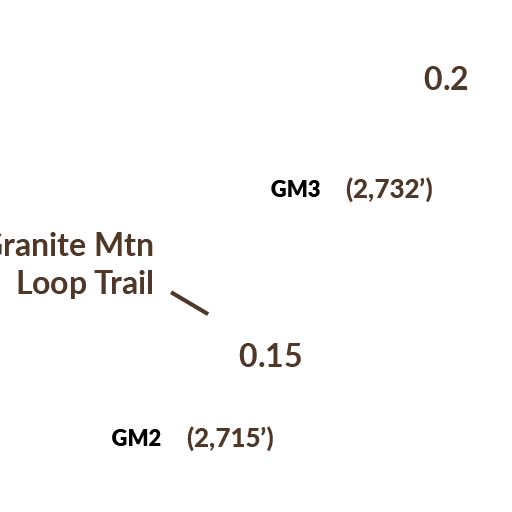 0.2
GM3 (2,732’)
Granite Mtn
Loop Trail
0.15
GM2 (2,715’)